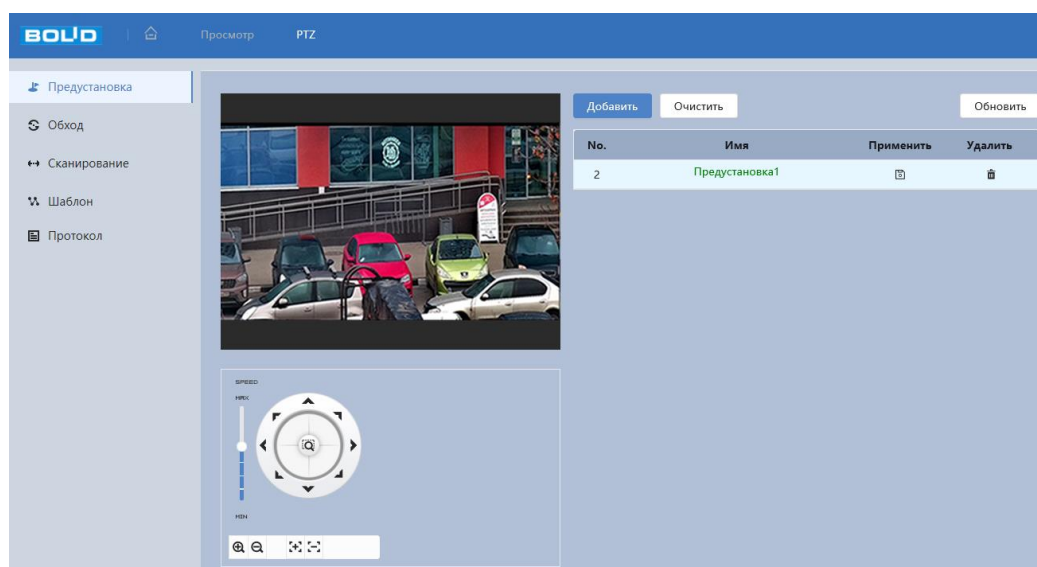 BOLID
Просмотр PTZ
Предустановка
Обход
Сканирование
Шаблон
Протокол
Добавить Очистить Обновить
No. Имя Применить Удалить
2 Предустановка1
SPEED
MAX
MIN